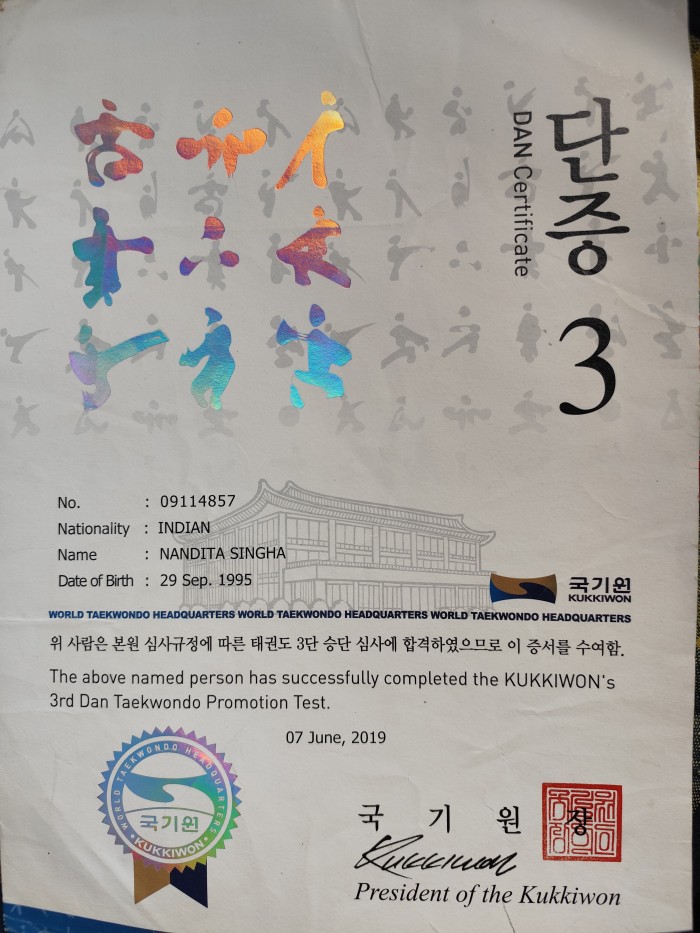 단증
DAN Certificate
3
No. : 09114857
Nationality : INDIAN
Name : NANDITA SINGHA
Date of Birth : 29 Sep. 1995
국기원
KUKKIWON
WORLD TAEKWONDO HEADQUARTERS WORLD TAEKWONDO HEADQUARTERS WORLD TAEKWONDO HEADQUARTERS
위 사람은 본원 심사규정에 따른 태권도 3단 승단 심사에 합격하였으므로 이 증서를 수여함.
The above named person has successfully completed the KUKKIWON's
3rd Dan Taekwondo Promotion Test.
07 June, 2019
WORLD TAEKWONDO HEADQUARTERS
국기원
KUKKIWON
국 기 원 장
Kukkiwon
President of the Kukkiwon